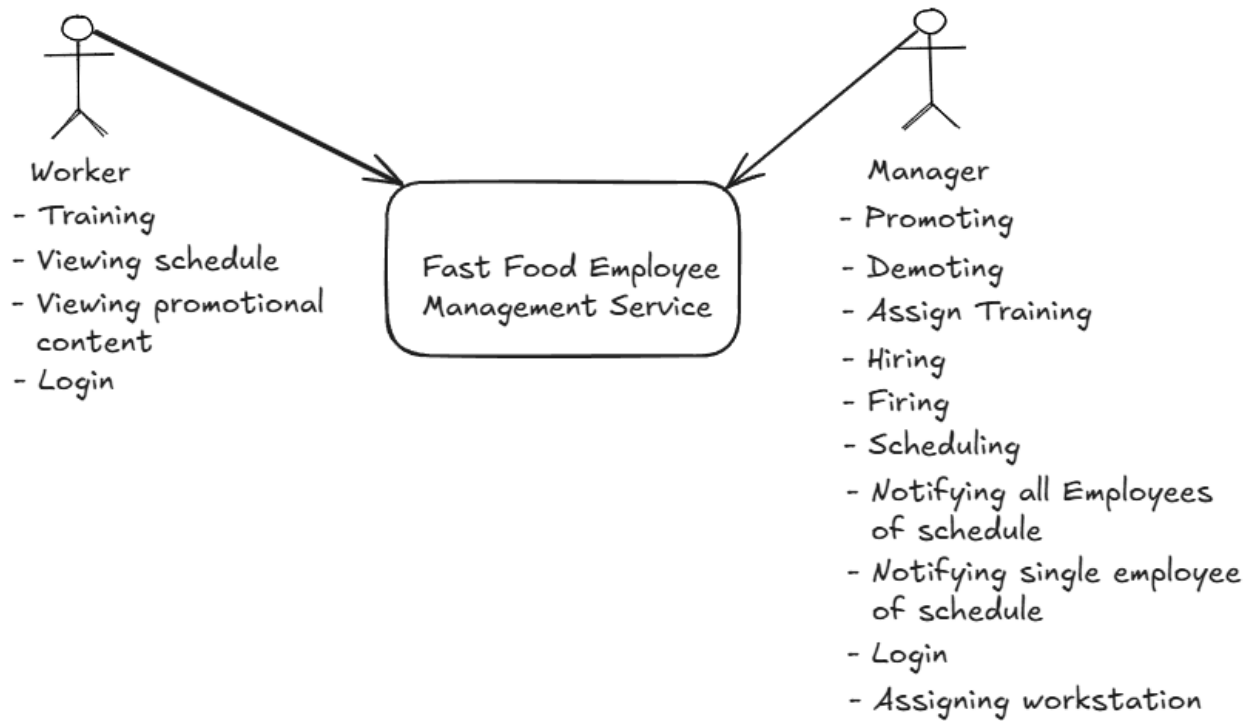 Worker
- Training
- Viewing schedule
- Viewing promotional
content
- Login
Fast Food Employee
Management Service
Manager
- Promoting
- Demoting
- Assign Training
- Hiring
- Firing
- Scheduling
- Notifying all Employees
of schedule
- Notifying single employee
of schedule
- Login
- Assigning workstation